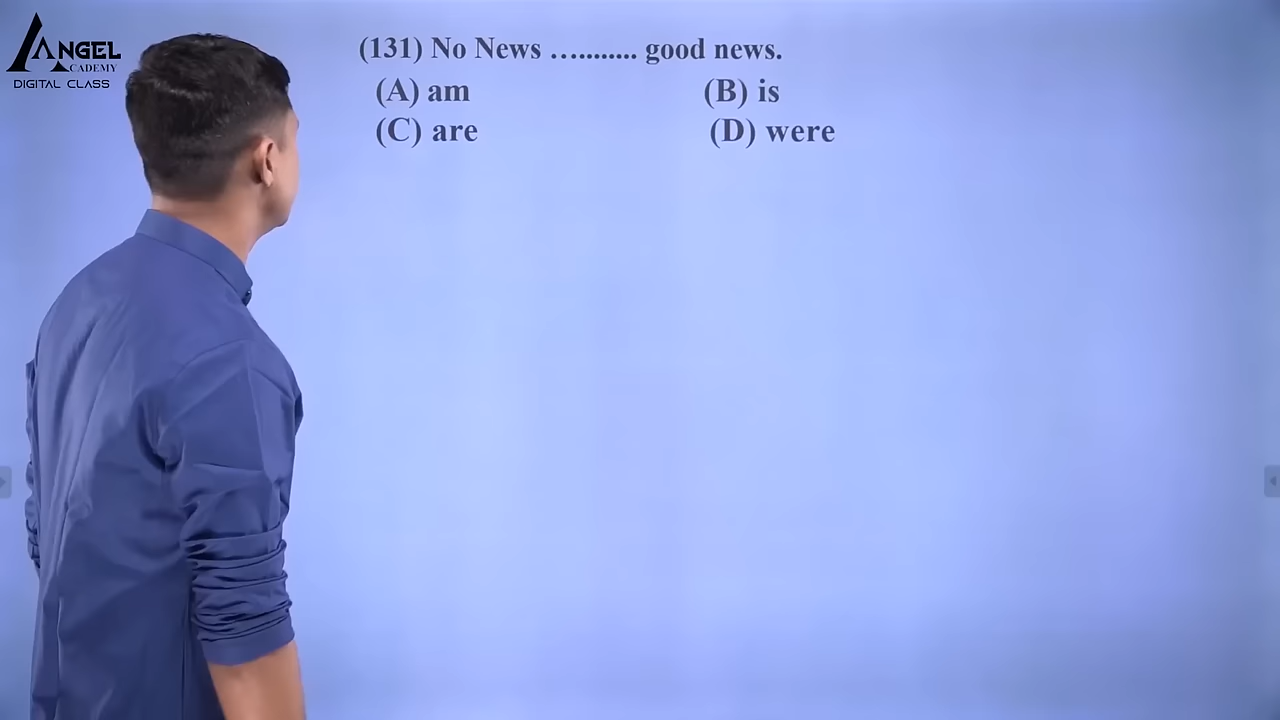 ANGEL
ACADEMY
DIGITAL CLASS
(131) No News ............ good news.
(A) am (B) is
(C) are (D) were